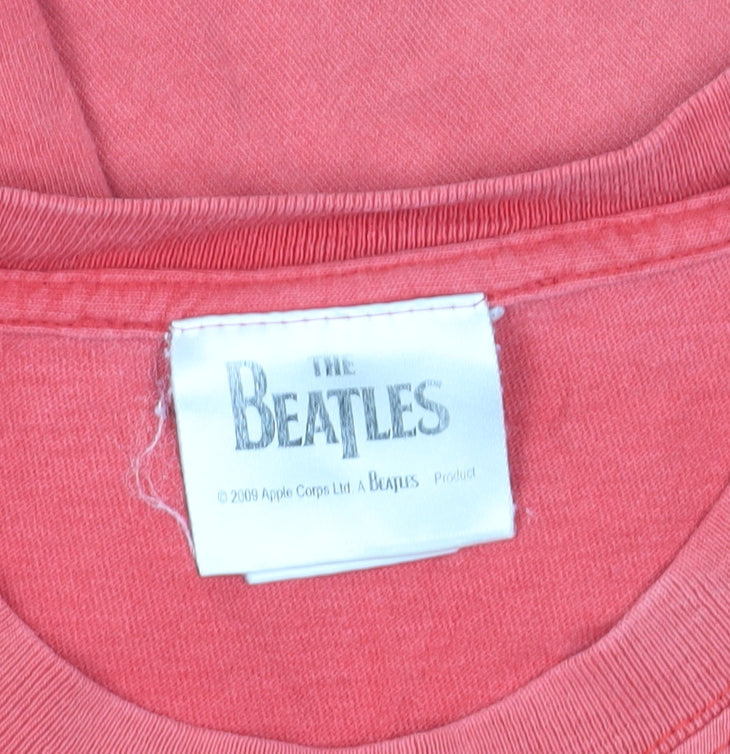 THE
BEATLES
© 2009 Apple Corps Ltd. A BEATLES Product